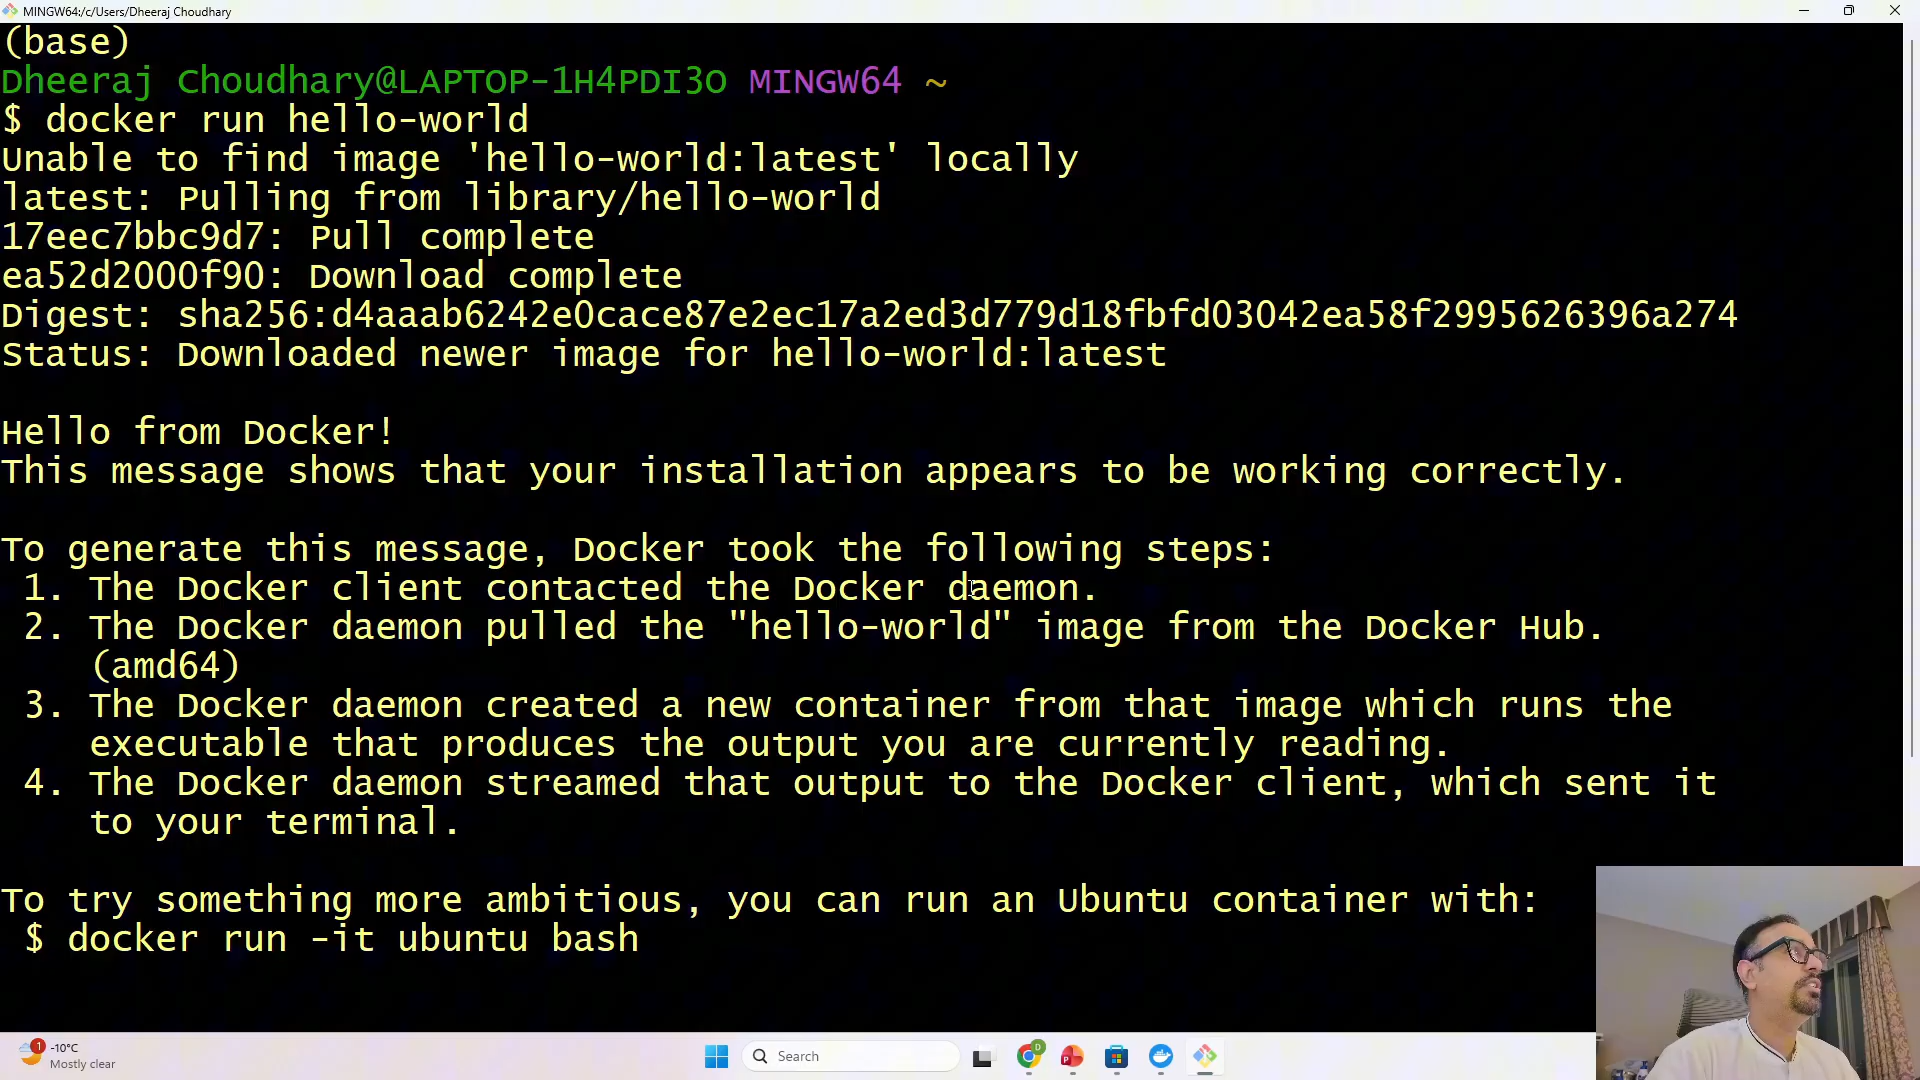 MINGW64:/c/Users/Dheeraj Choudhary
(base)
Dheeraj Choudhary@LAPTOP-1H4PDI3O MINGW64 ~
$ docker run hello-world
Unable to find image 'hello-world:latest' locally
latest: Pulling from library/hello-world
17eec7bbc9d7: Pull complete
ea52d2000f90: Download complete
Digest: sha256:d4aaab6242e0cace87e2ec17a2ed3d779d18fbfd03042ea58f2995626396a274
Status: Downloaded newer image for hello-world:latest
Hello from Docker!
This message shows that your installation appears to be working correctly.
To generate this message, Docker took the following steps:
1. The Docker client contacted the Docker daemon.
2. The Docker daemon pulled the "hello-world" image from the Docker Hub.
(amd64)
3. The Docker daemon created a new container from that image which runs the
executable that produces the output you are currently reading.
4. The Docker daemon streamed that output to the Docker client, which sent it
to your terminal.
To try something more ambitious, you can run an Ubuntu container with:
$ docker run -it ubuntu bash
1
-10°C
Mostly clear
Search
D
P